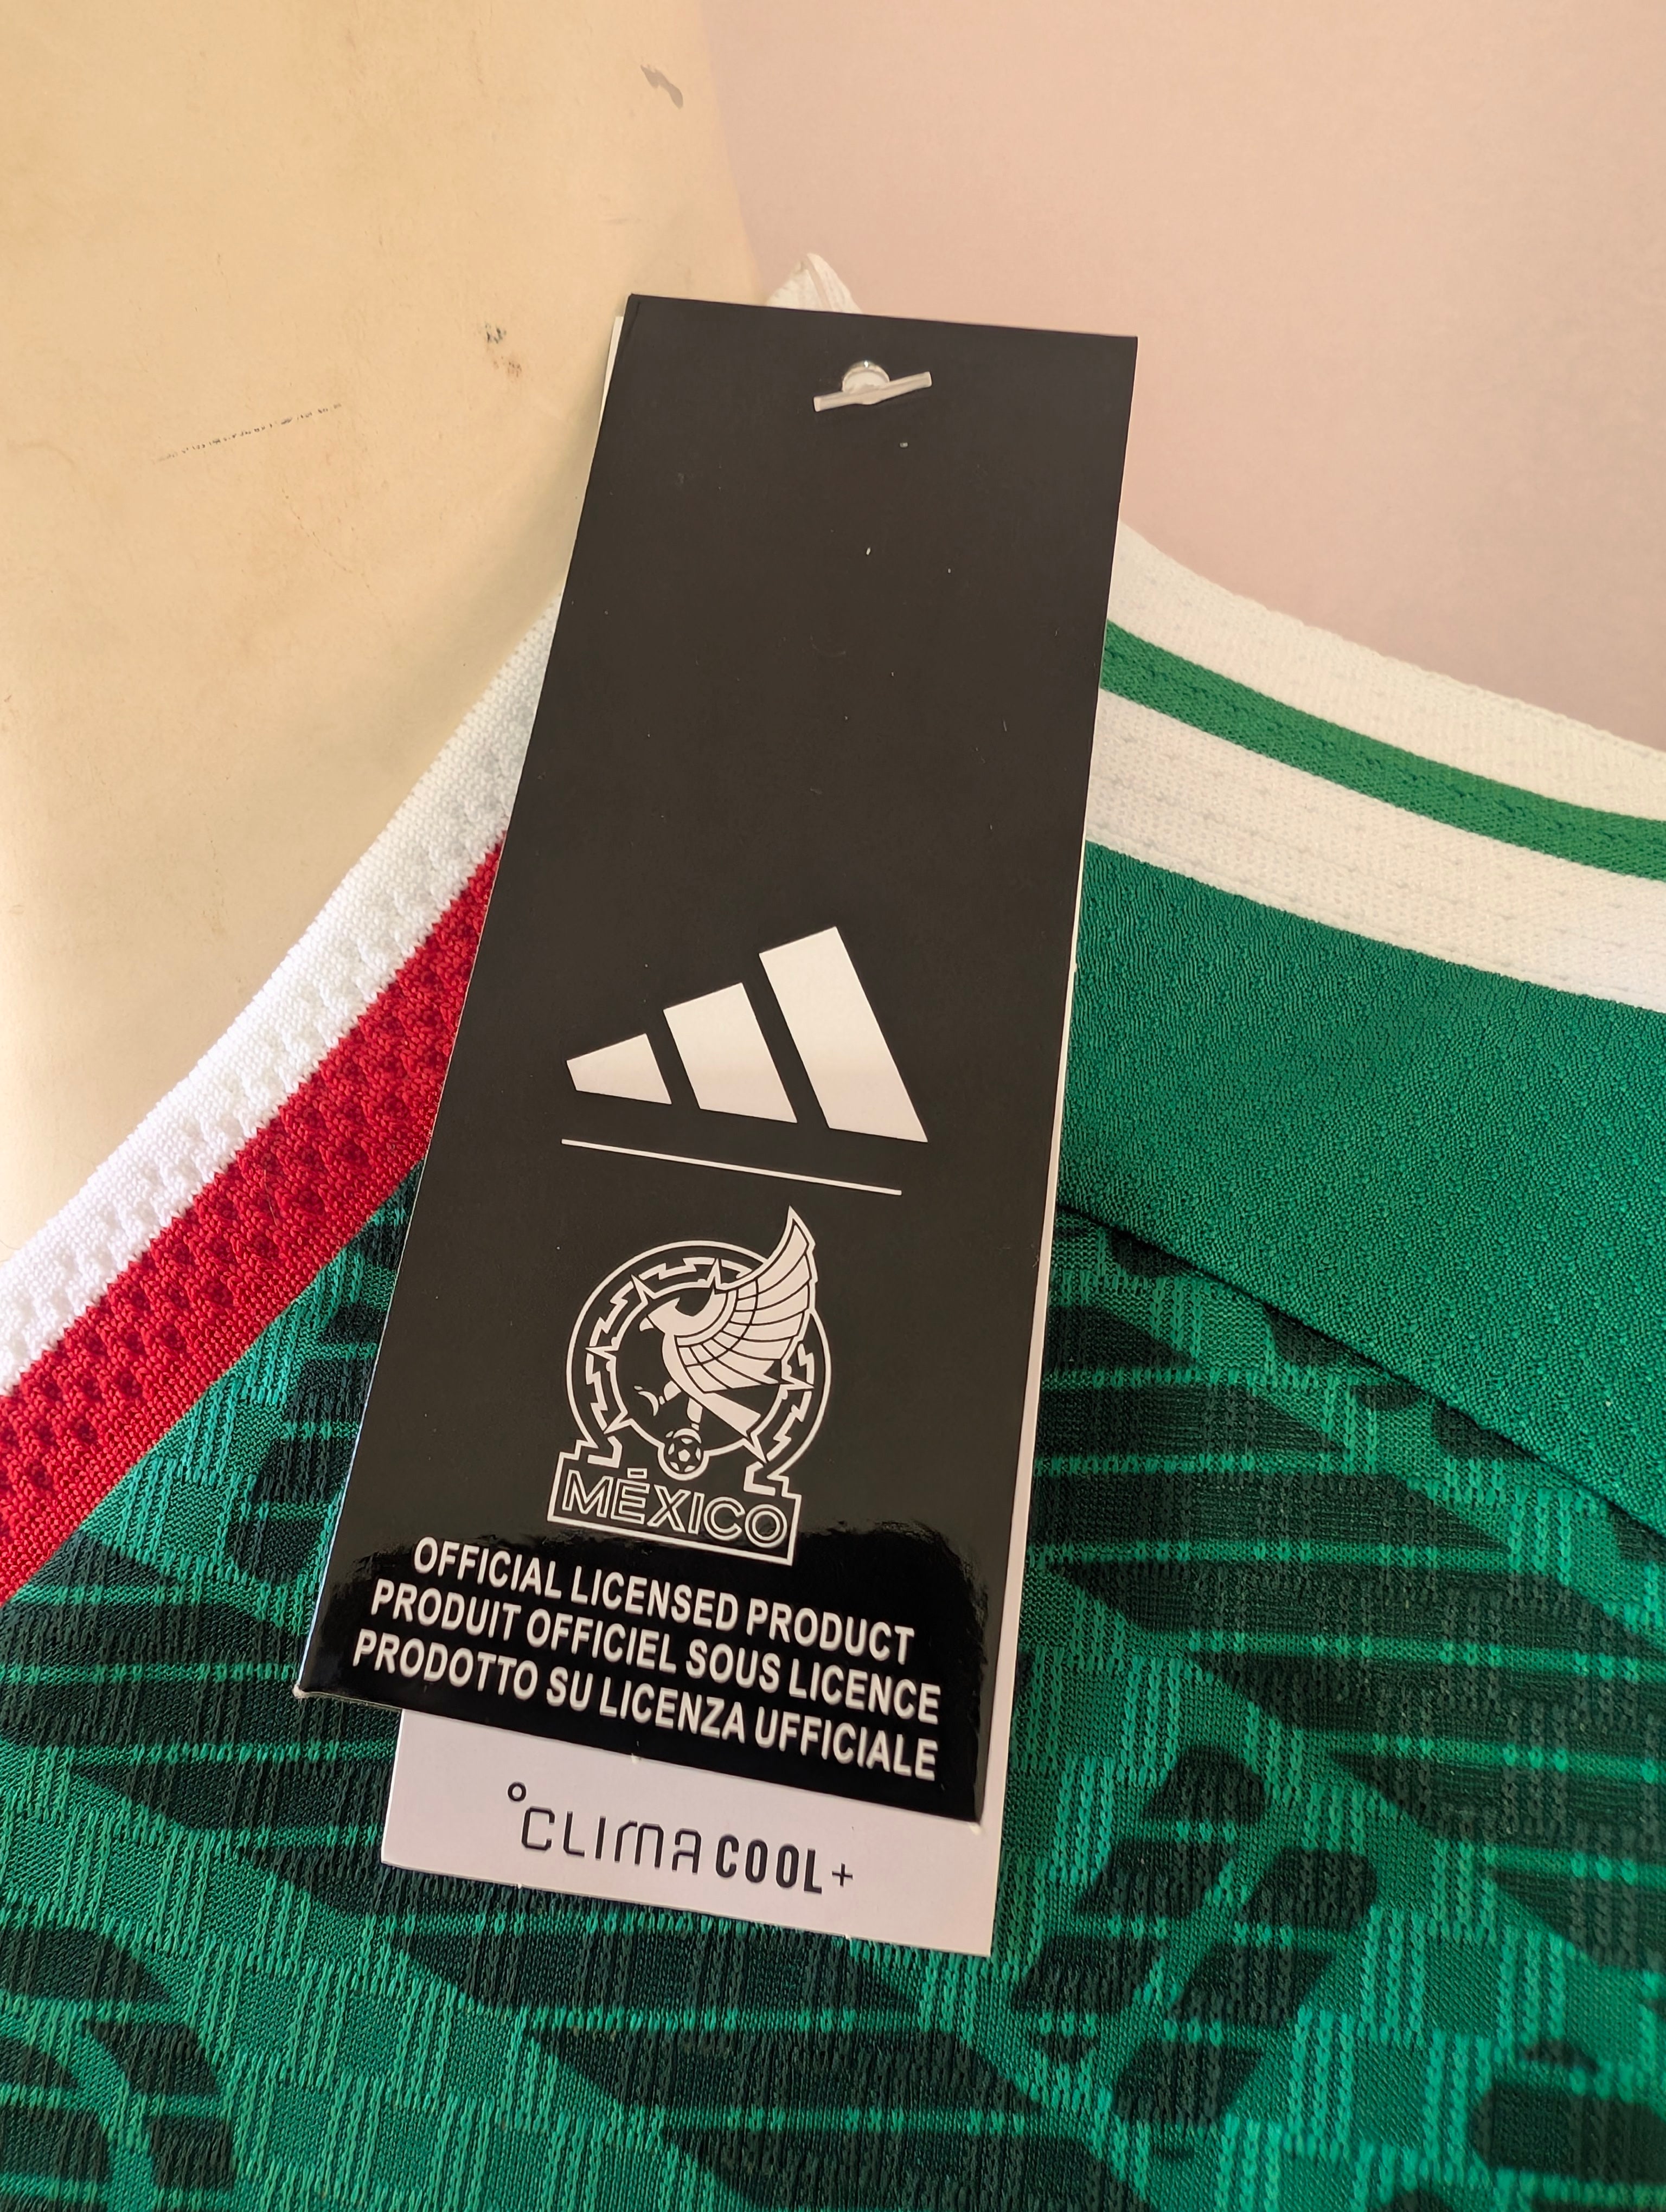 MÉXICO
OFFICIAL LICENSED PRODUCT
PRODUIT OFFICIEL SOUS LICENCE
PRODOTTO SU LICENZA UFFICIALE
°CLIMACOOL+